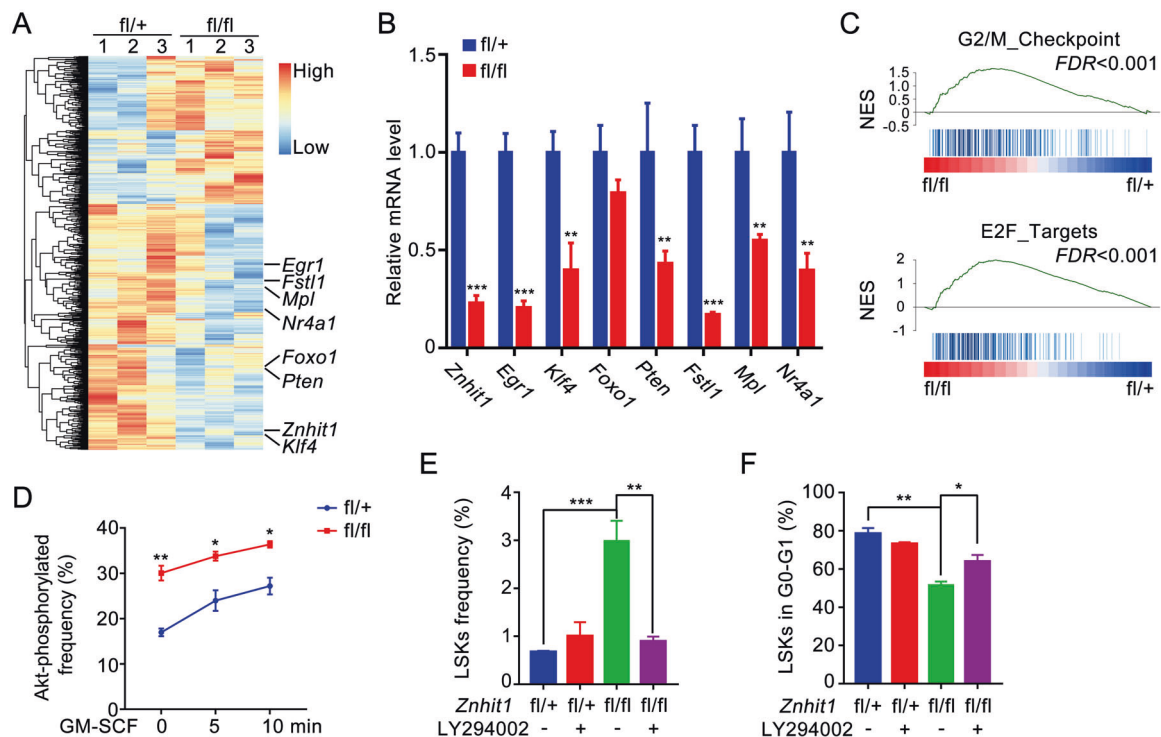 A
fl/+ fl/fl
1 2 3 1 2 3
High
Low
Egr1
Fstl1
Mpl
Nr4a1
Foxo1
Pten
Znhit1
Klf4
B
fl/+
fl/fl
Relative mRNA level
1.5
1.0
0.5
0
*** *** ** ** *** ** **
Znhit1 Egr1 Klf4 Foxo1 Pten Fstl1 Mpl Nr4a1
C
G2/M_Checkpoint
FDR<0.001
NES
1.5
1.0
0.5
0
-0.5
fl/fl fl/+
E2F_Targets
FDR<0.001
NES
2
1
0
-1
fl/fl fl/+
D
fl/+
fl/fl
Akt-phosphorylated
frequency (%)
40
30
20
10
** * *
GM-SCF 0 5 10 min
E
LSKs frequency (%)
4
3
2
1
0
*** **
Znhit1 fl/+ fl/+ fl/fl fl/fl
LY294002 - + - +
F
LSKs in G0-G1 (%)
100
80
60
40
20
0
** *
fl/+ fl/+ fl/fl fl/fl
- + - +